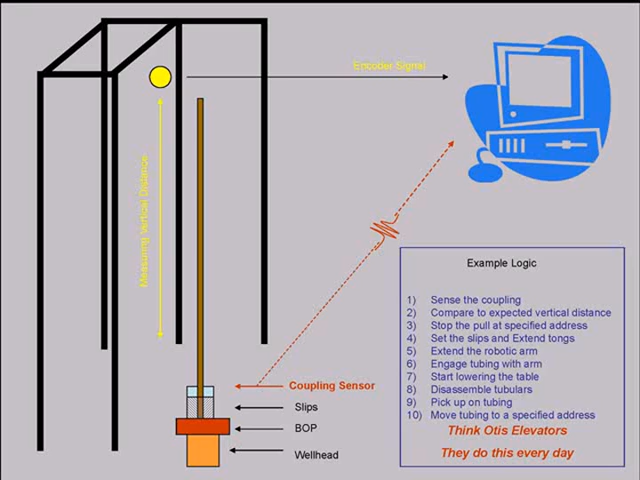 Encoder Signal
Measuring Vertical Distance
Coupling Sensor
Slips
BOP
Wellhead
Example Logic
1) Sense the coupling
2) Compare to expected vertical distance
3) Stop the pull at specified address
4) Set the slips and Extend tongs
5) Extend the robotic arm
6) Engage tubing with arm
7) Start lowering the table
8) Disassemble tubulars
9) Pick up on tubing
10) Move tubing to a specified address
Think Otis Elevators
They do this every day